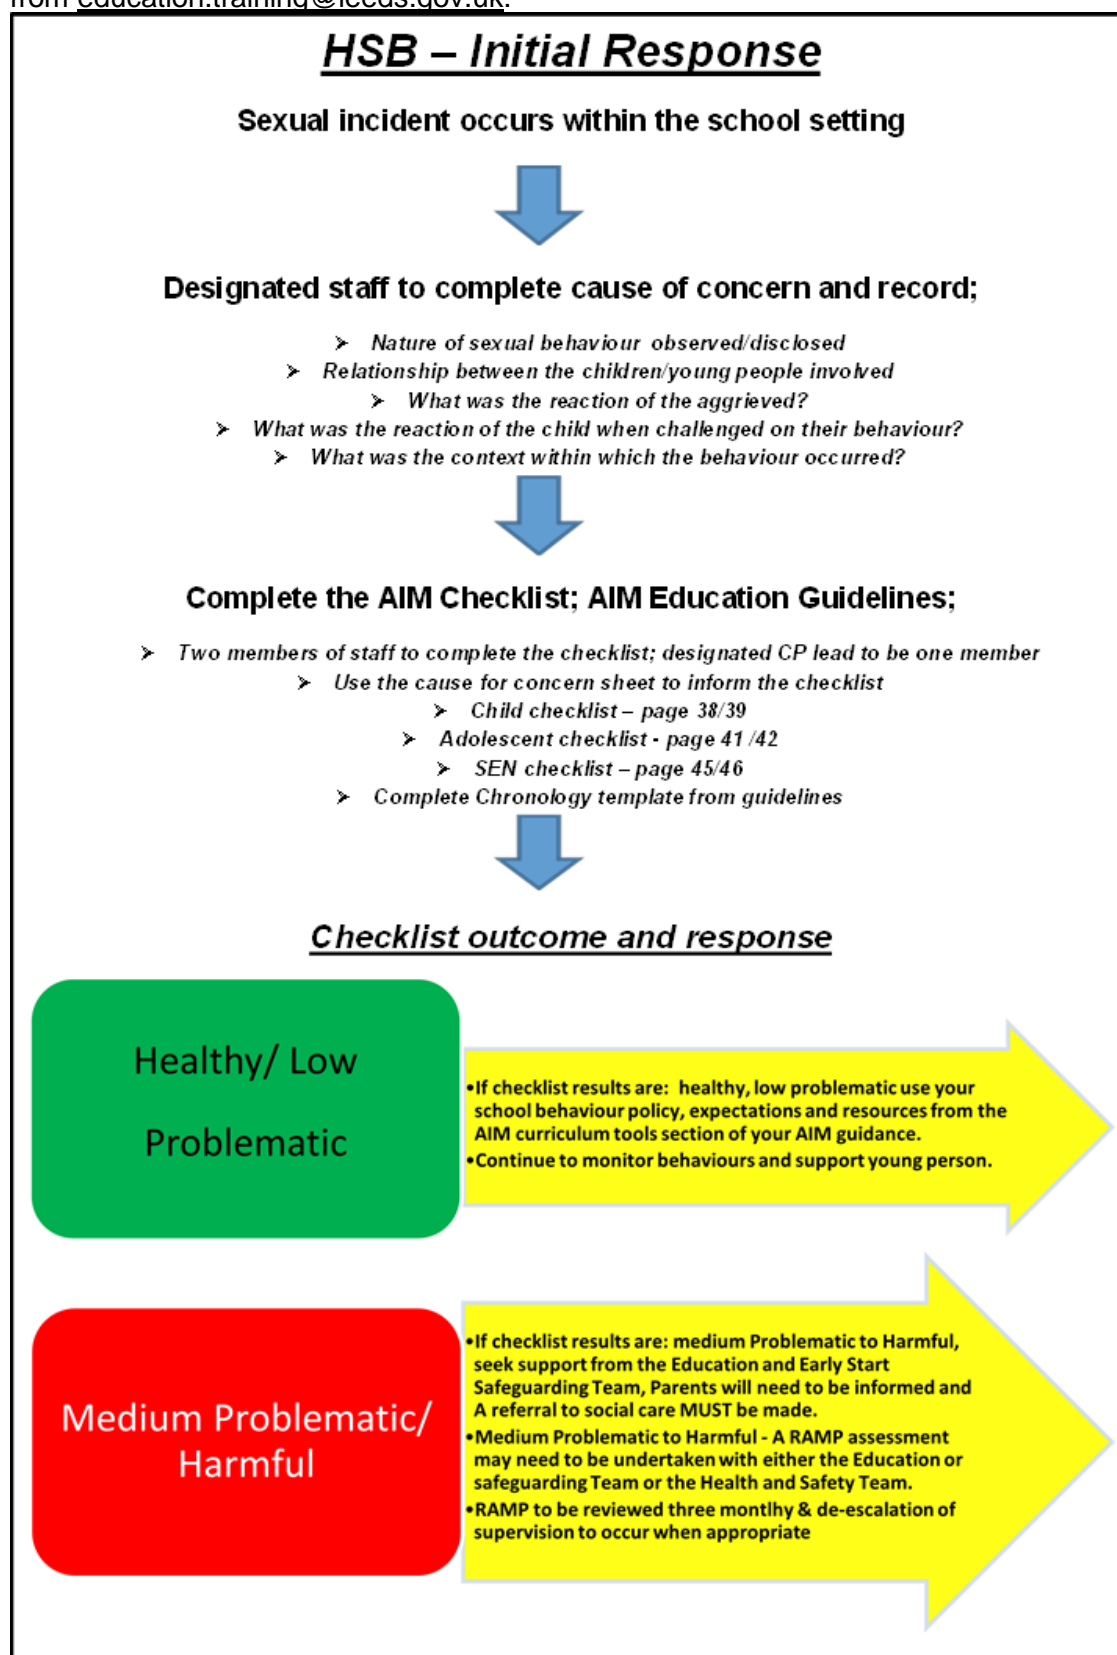 from education.training@leeds.gov.uk.
HSB – Initial Response
Sexual incident occurs within the school setting
Designated staff to complete cause of concern and record;
➢ Nature of sexual behaviour observed/disclosed
➢ Relationship between the children/young people involved
➢ What was the reaction of the aggrieved?
➢ What was the reaction of the child when challenged on their behaviour?
➢ What was the context within which the behaviour occurred?
Complete the AIM Checklist; AIM Education Guidelines;
➢ Two members of staff to complete the checklist; designated CP lead to be one member
➢ Use the cause for concern sheet to inform the checklist
➢ Child checklist – page 38/39
➢ Adolescent checklist - page 41 /42
➢ SEN checklist – page 45/46
➢ Complete Chronology template from guidelines
Checklist outcome and response
Healthy/ Low
Problematic
•If checklist results are: healthy, low problematic use your
school behaviour policy, expectations and resources from the
AIM curriculum tools section of your AIM guidance.
•Continue to monitor behaviours and support young person.
Medium Problematic/
Harmful
•If checklist results are: medium Problematic to Harmful,
seek support from the Education and Early Start
Safeguarding Team, Parents will need to be informed and
A referral to social care MUST be made.
•Medium Problematic to Harmful - A RAMP assessment
may need to be undertaken with either the Education or
safeguarding Team or the Health and Safety Team.
•RAMP to be reviewed three montlhy & de-escalation of
supervision to occur when appropriate